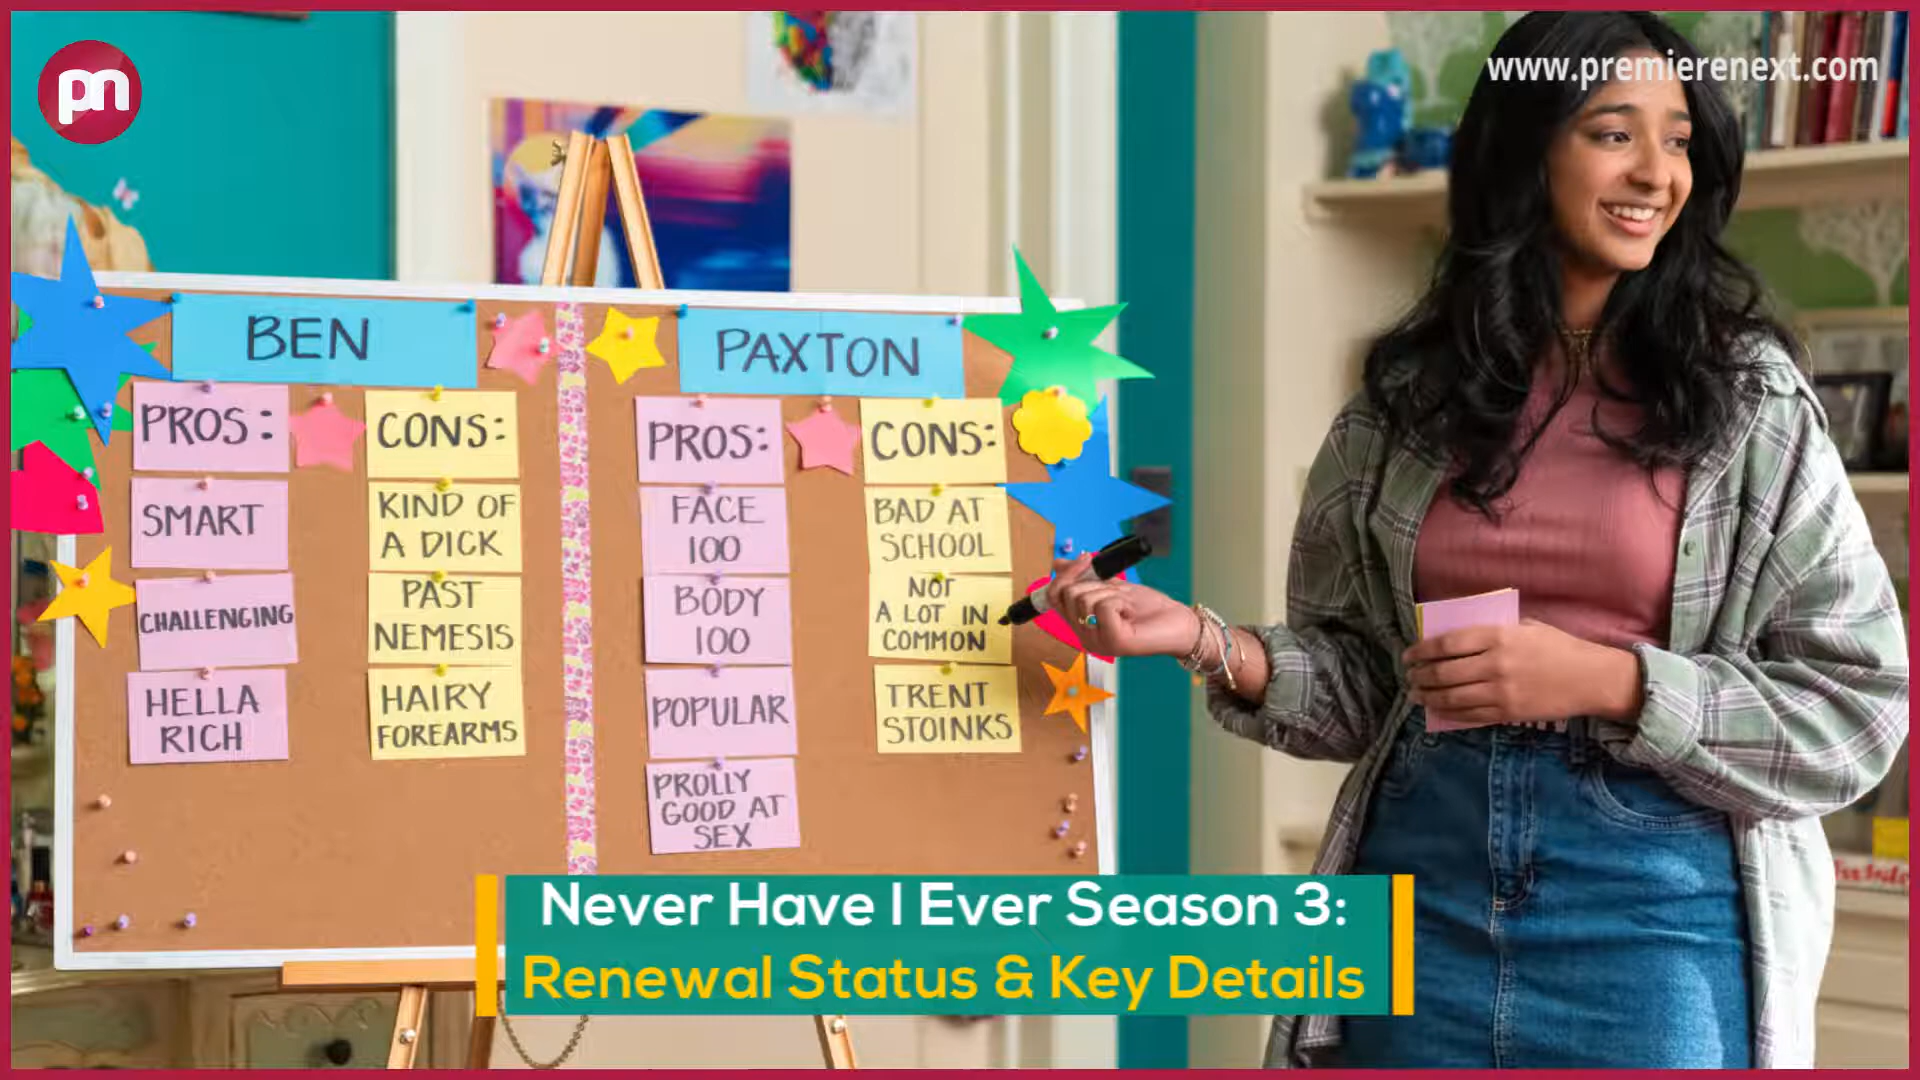 pn
www.premierenext.com
BEN
PAXTON
PROS:
CONS:
PROS:
CONS:
SMART
KIND OF
A DICK
FACE
100
BAD AT
SCHOOL
CHALLENGING
PAST
NEMESIS
BODY
100
NOT
A LOT IN
COMMON
HELLA
RICH
HAIRY
FOREARMS
POPULAR
TRENT
STOINKS
PROLLY
GOOD AT
SEX
Never Have I Ever Season 3:
Renewal Status & Key Details